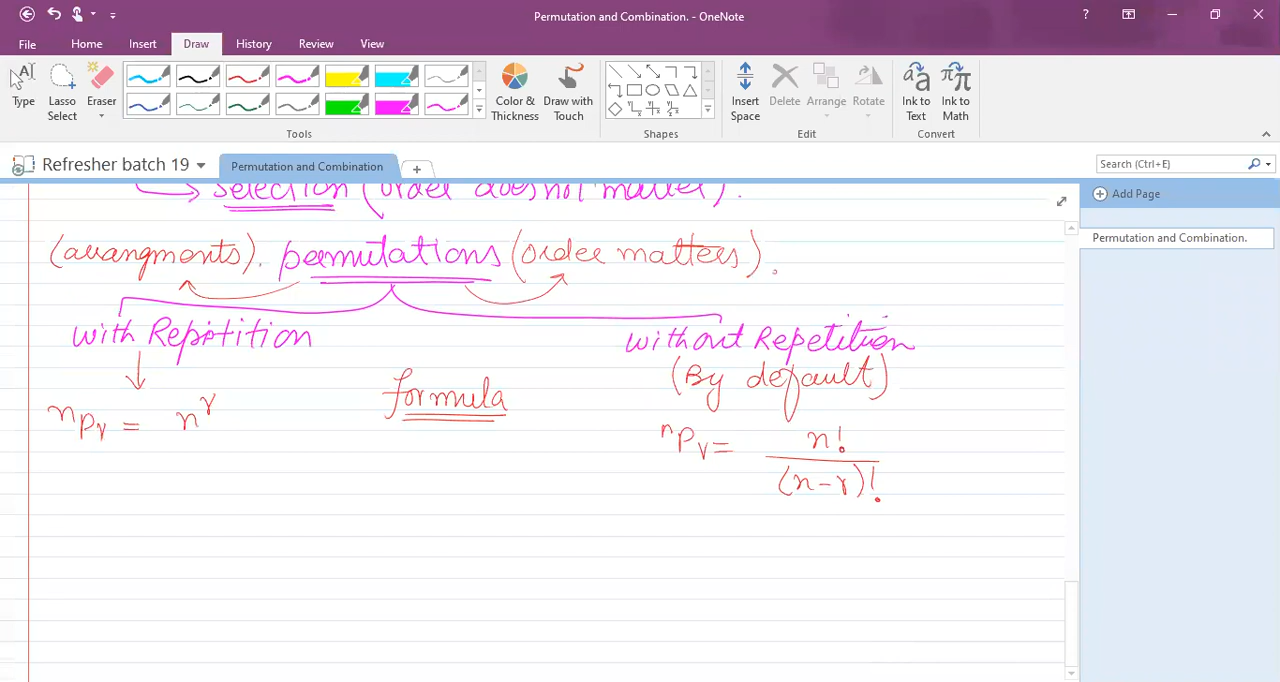 Permutation and Combination. - OneNote
?
File Home Insert Draw History Review View
Type
Lasso Select
Eraser
Color & Thickness
Draw with Touch
Insert Space
Delete
Arrange
Rotate
Ink to Text
Ink to Math
Tools
Shapes
Edit
Convert
Refresher batch 19
Permutation and Combination
Search (Ctrl+E)
Add Page
Permutation and Combination.
Selection (order does not matter).
(arrangments). permutations (order matters).
with Repitition
without Repetition
(By default)
formula
nPr = n^r
nPr = n! / (n-r)!